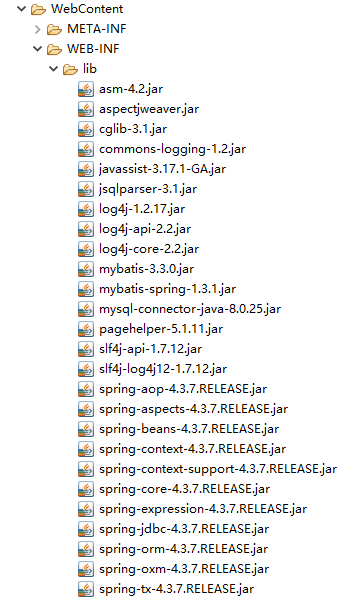 WebContent
META-INF
WEB-INF
lib
asm-4.2.jar
aspectjweaver.jar
cglib-3.1.jar
commons-logging-1.2.jar
javassist-3.17.1-GA.jar
jsqlparser-3.1.jar
log4j-1.2.17.jar
log4j-api-2.2.jar
log4j-core-2.2.jar
mybatis-3.3.0.jar
mybatis-spring-1.3.1.jar
mysql-connector-java-8.0.25.jar
pagehelper-5.1.11.jar
slf4j-api-1.7.12.jar
slf4j-log4j12-1.7.12.jar
spring-aop-4.3.7.RELEASE.jar
spring-aspects-4.3.7.RELEASE.jar
spring-beans-4.3.7.RELEASE.jar
spring-context-4.3.7.RELEASE.jar
spring-context-support-4.3.7.RELEASE.jar
spring-core-4.3.7.RELEASE.jar
spring-expression-4.3.7.RELEASE.jar
spring-jdbc-4.3.7.RELEASE.jar
spring-orm-4.3.7.RELEASE.jar
spring-oxm-4.3.7.RELEASE.jar
spring-tx-4.3.7.RELEASE.jar